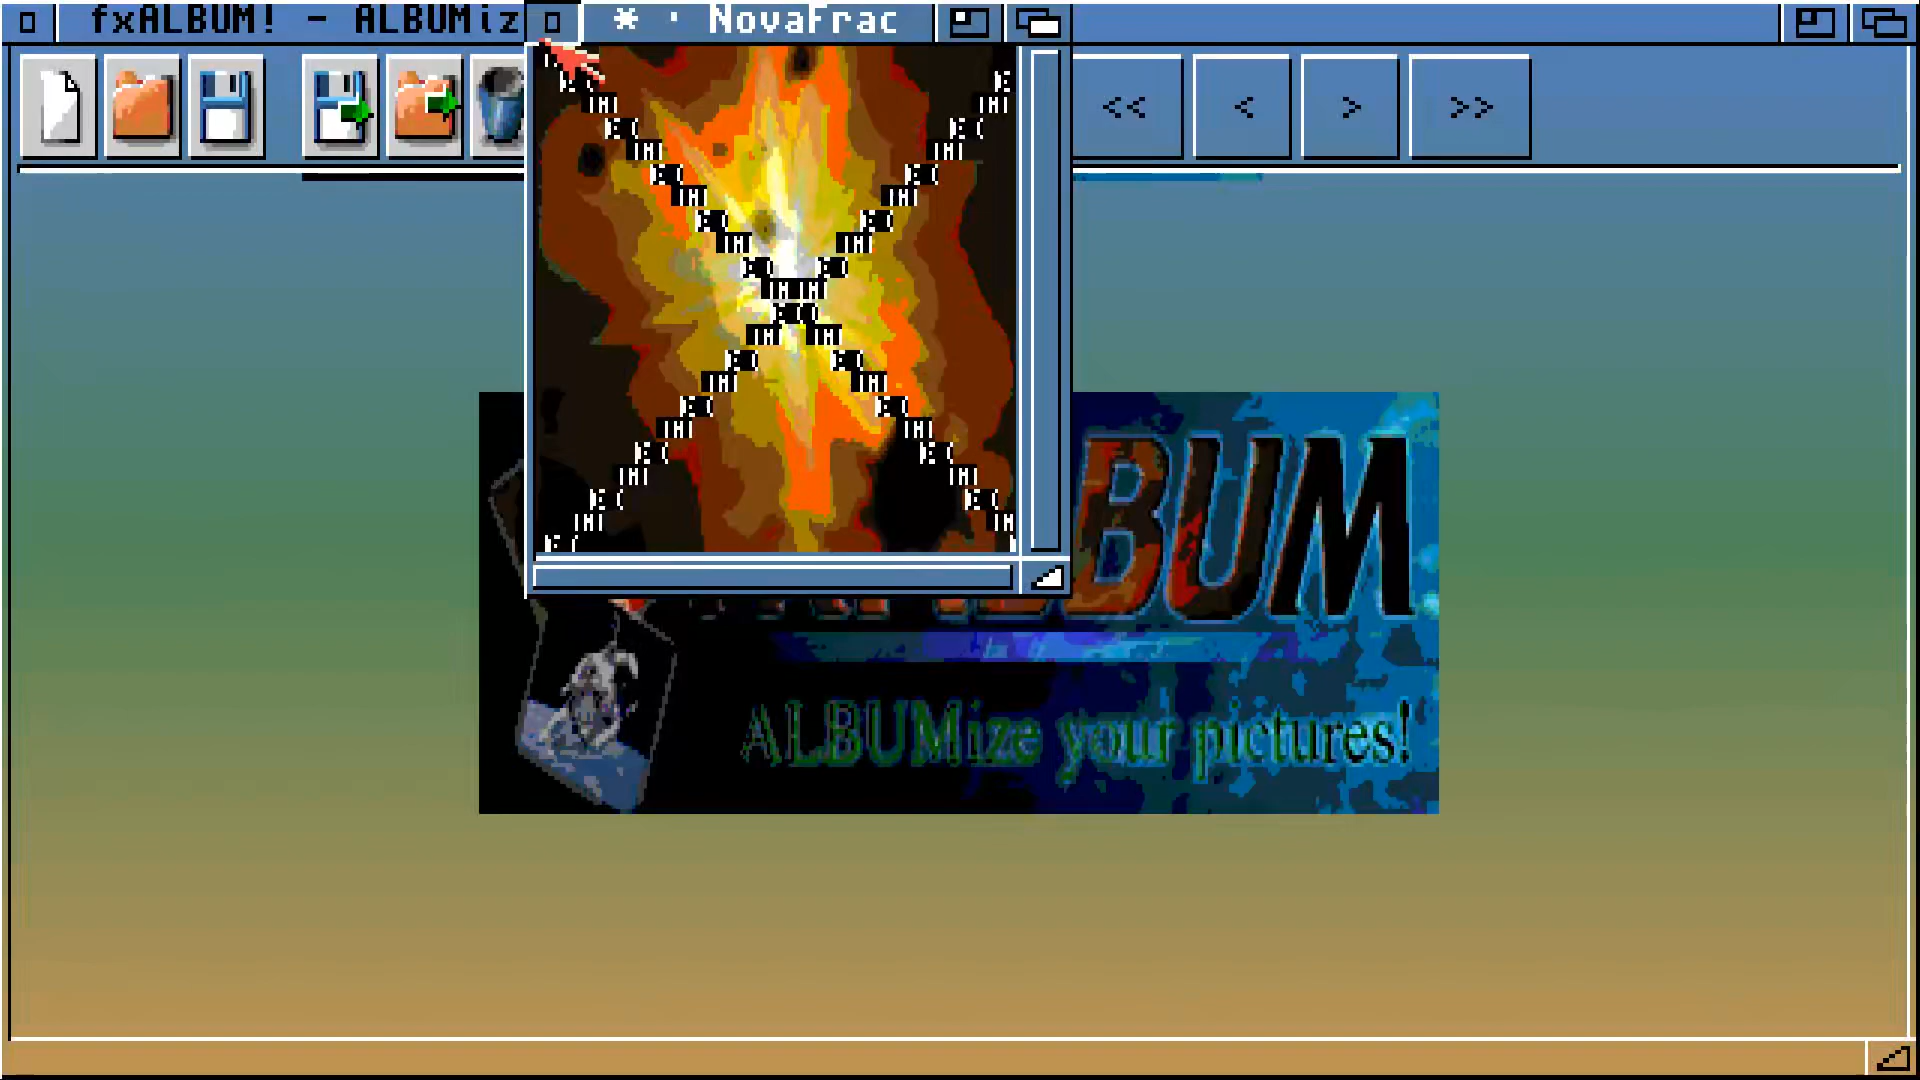 fxALBUM! - ALBUMiz
* · NovaFrac
<< < > >>
BUM
ALBUMize your pictures!